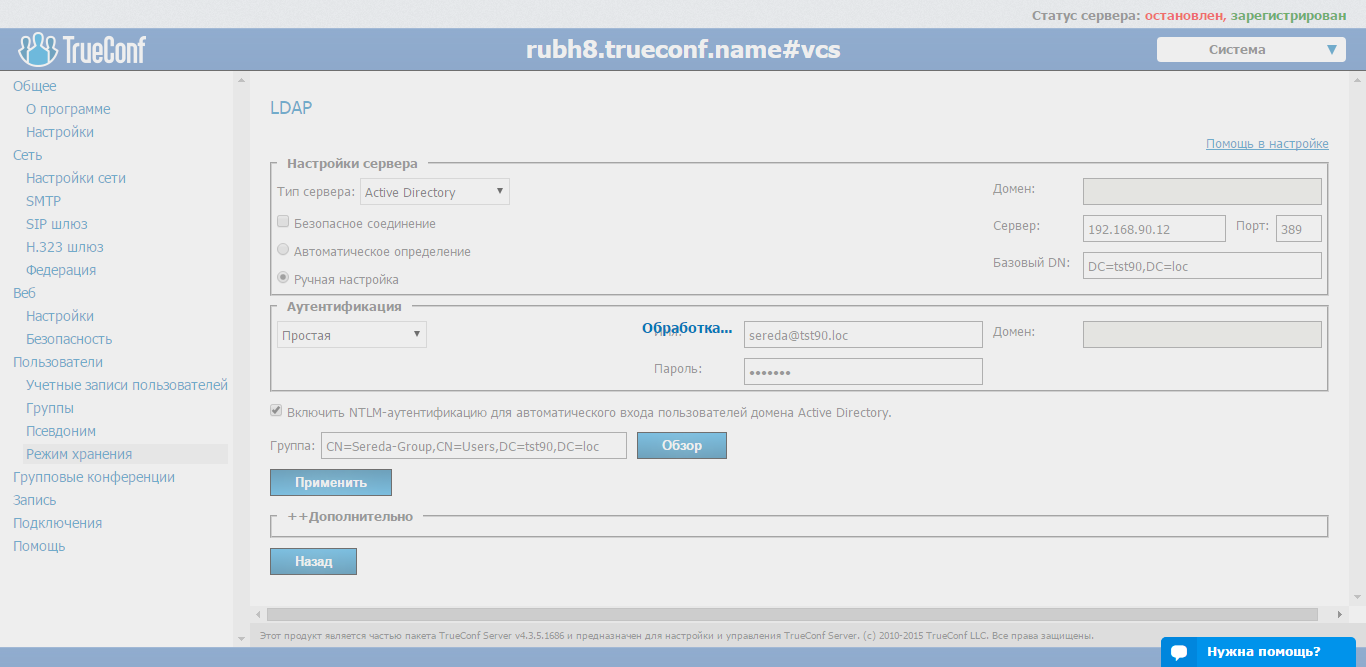 Статус сервера: остановлен, зарегистрирован
TrueConf
rubh8.trueconf.name#vcs
Система
Общее
О программе
Настройки
Сеть
Настройки сети
SMTP
SIP шлюз
H.323 шлюз
Федерация
Веб
Настройки
Безопасность
Пользователи
Учетные записи пользователей
Группы
Псевдоним
Режим хранения
Групповые конференции
Запись
Подключения
Помощь
LDAP
Помощь в настройке
Настройки сервера
Тип сервера: Active Directory
Домен:
Безопасное соединение
Сервер: 192.168.90.12 Порт: 389
Автоматическое определение
Базовый DN: DC=tst90,DC=loc
Ручная настройка
Аутентификация
Простая
Обработка...
sereda@tst90.loc
Домен:
Пароль: •••••••
Включить NTLM-аутентификацию для автоматического входа пользователей домена Active Directory.
Группа: CN=Sereda-Group,CN=Users,DC=tst90,DC=loc Обзор
Применить
++Дополнительно
Назад
Этот продукт является частью пакета TrueConf Server v4.3.5.1686 и предназначен для настройки и управления TrueConf Server. (c) 2010-2015 TrueConf LLC. Все права защищены.
Нужна помощь?